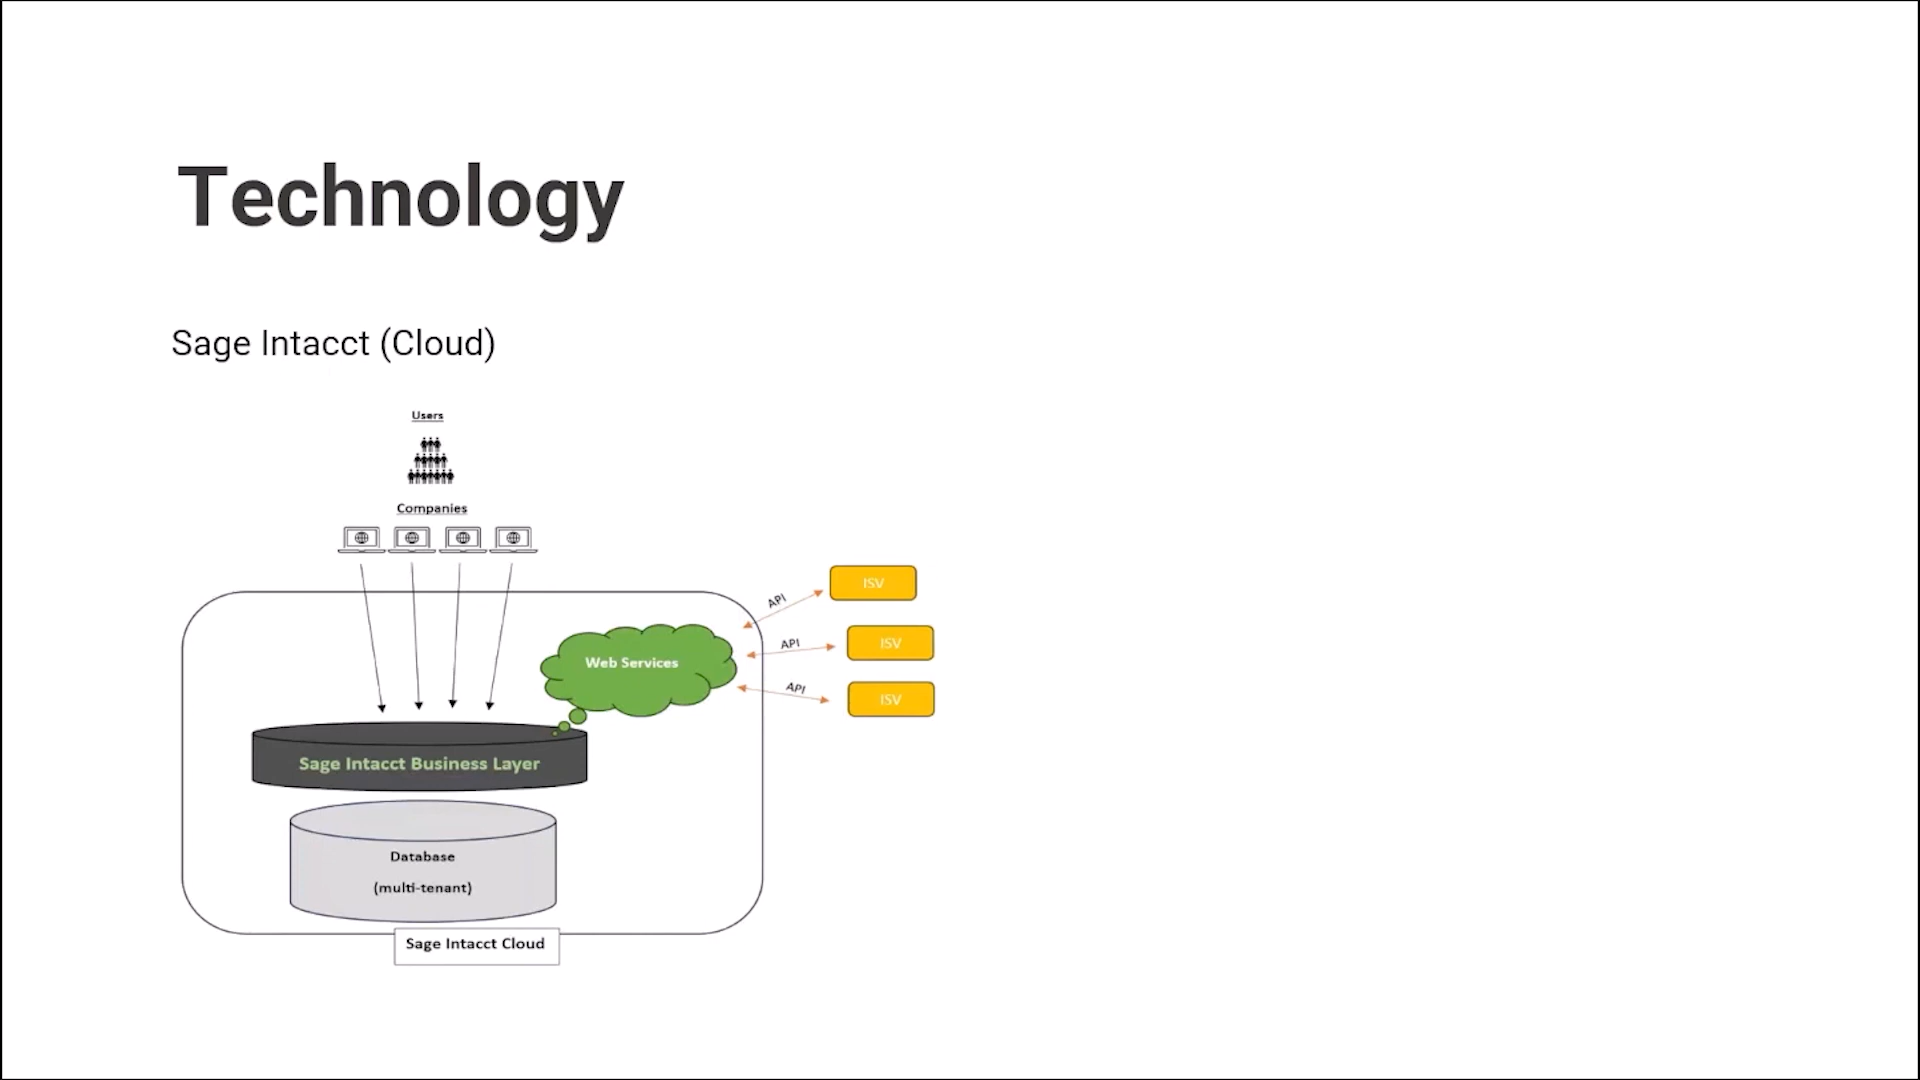 Technology
Sage Intacct (Cloud)
Users
Companies
ISV
API
ISV
API
Web Services
ISV
API
Sage Intacct Business Layer
Database
(multi-tenant)
Sage Intacct Cloud